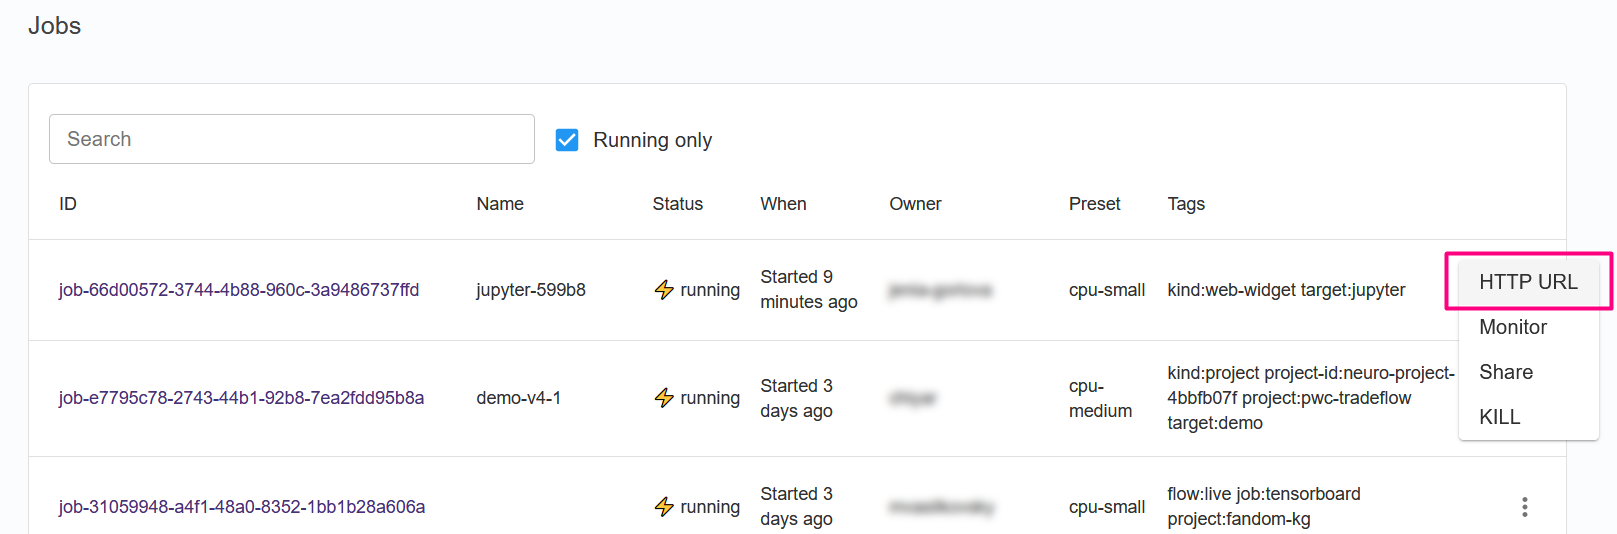 Jobs
Search
Running only
ID Name Status When Owner Preset Tags
job-66d00572-3744-4b88-960c-3a9486737ffd jupyter-599b8 running Started 9 minutes ago cpu-small kind:web-widget target:jupyter
HTTP URL
Monitor
Share
KILL
job-e7795c78-2743-44b1-92b8-7ea2fdd95b8a demo-v4-1 running Started 3 days ago cpu-medium kind:project project-id:neuro-project-4bbfb07f project:pwc-tradeflow target:demo
job-31059948-a4f1-48a0-8352-1bb1b28a606a running Started 3 days ago cpu-small flow:live job:tensorboard project:fandom-kg